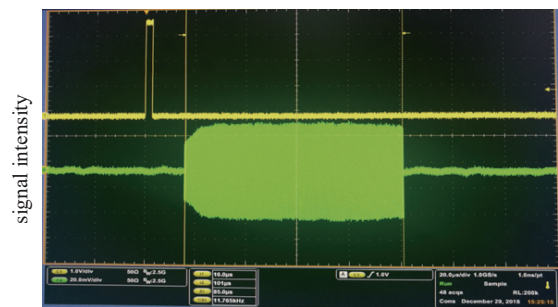 signal intensity
1.0V/div 50Ω BW:2.5G
20.0mV/div 50Ω BW:2.5G
16.0µs
101µs
85.0µs
11.765kHz
A 1.0V
20.0µs/div 1.0GS/s 1.0ns/pt
Run Sample
48 acqs RL:200k
Cons December 29, 2018